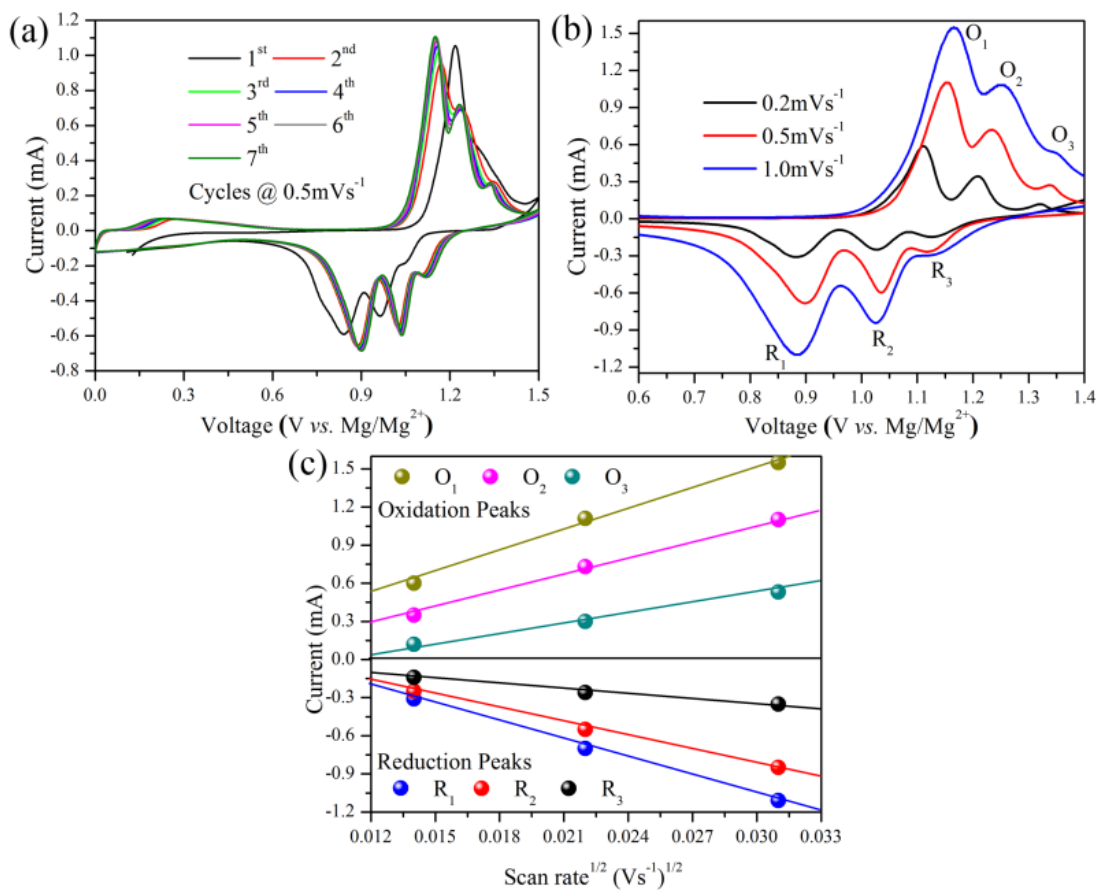 (a)
1.2
1.0
0.8
0.6
0.4
0.2
0.0
-0.2
-0.4
-0.6
-0.8
Current (mA)
1st 2nd
3rd 4th
5th 6th
7th
Cycles @ 0.5mVs-1
0.0 0.3 0.6 0.9 1.2 1.5
Voltage (V vs. Mg/Mg2+)
(b)
1.5
1.2
0.9
0.6
0.3
0.0
-0.3
-0.6
-0.9
-1.2
Current (mA)
0.2mVs-1
0.5mVs-1
1.0mVs-1
O1
O2
O3
R3
R2
R1
0.6 0.7 0.8 0.9 1.0 1.1 1.2 1.3 1.4
Voltage (V vs. Mg/Mg2+)
(c)
1.5
1.2
0.9
0.6
0.3
0.0
-0.3
-0.6
-0.9
-1.2
Current (mA)
O1 O2 O3
Oxidation Peaks
Reduction Peaks
R1 R2 R3
0.012 0.015 0.018 0.021 0.024 0.027 0.030 0.033
Scan rate1/2 (Vs-1)1/2